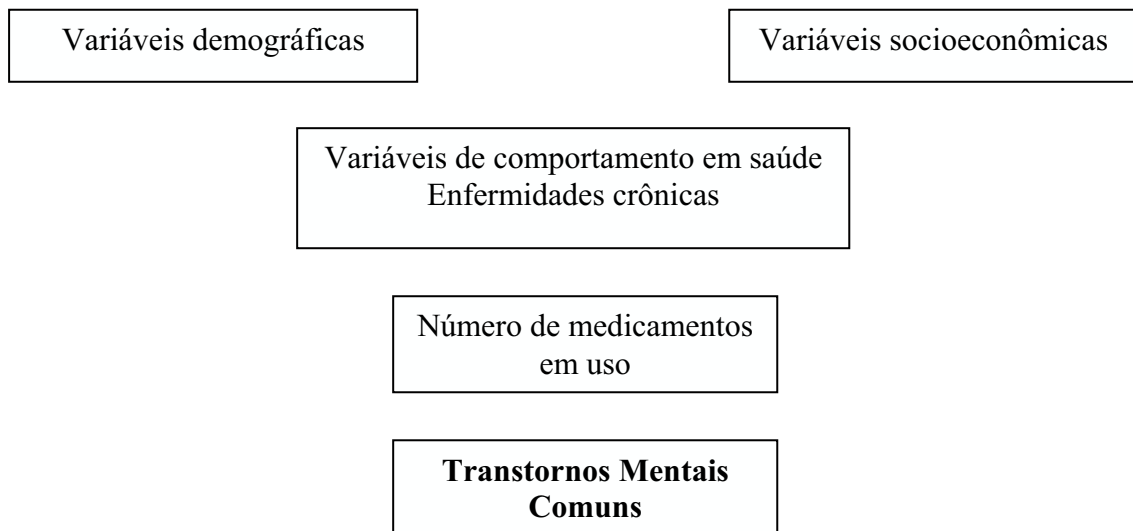 Variáveis demográficas
Variáveis socioeconômicas
Variáveis de comportamento em saúde
Enfermidades crônicas
Número de medicamentos
em uso
Transtornos Mentais
Comuns